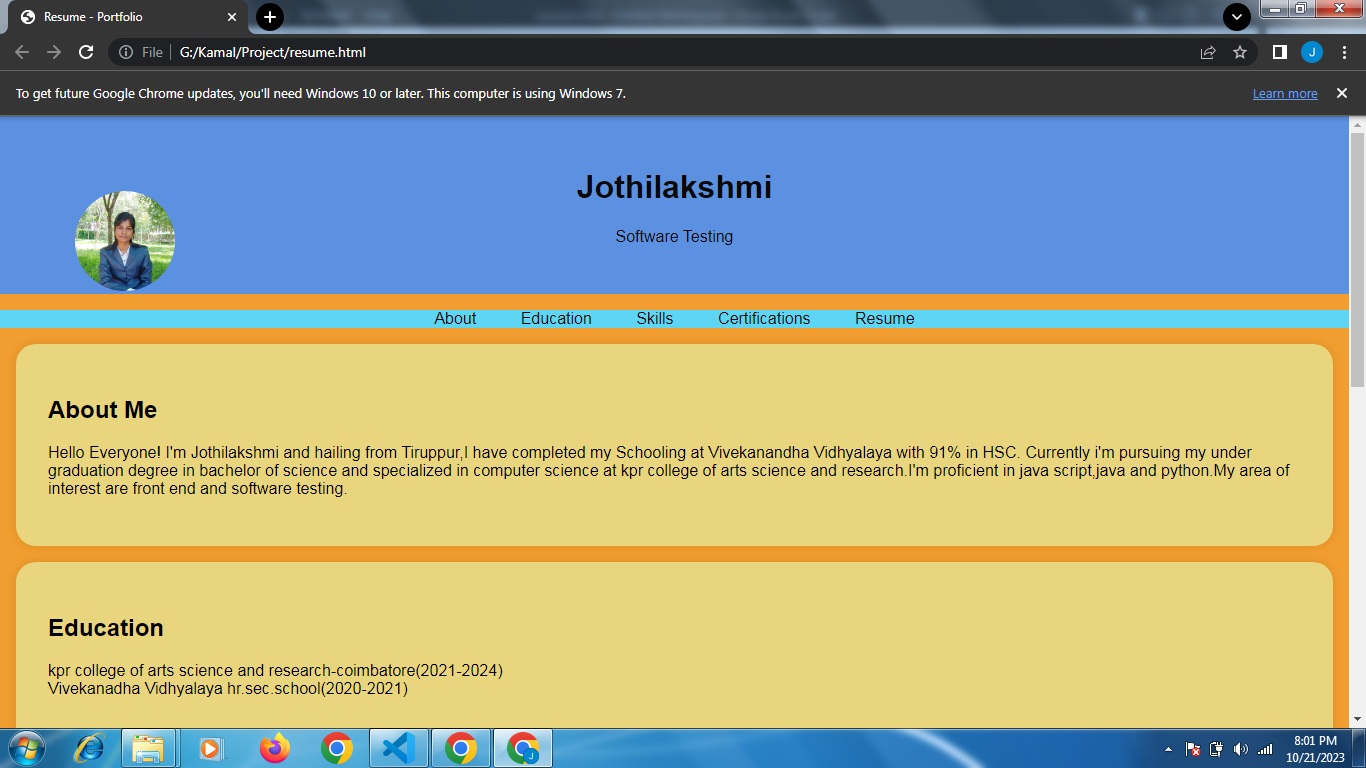 Resume - Portfolio
File
G:/Kamal/Project/resume.html
J
To get future Google Chrome updates, you'll need Windows 10 or later. This computer is using Windows 7.
Learn more
Jothilakshmi
Software Testing
About Education Skills Certifications Resume
About Me
Hello Everyone! I'm Jothilakshmi and hailing from Tiruppur,I have completed my Schooling at Vivekanandha Vidhyalaya with 91% in HSC. Currently i'm pursuing my under
graduation degree in bachelor of science and specialized in computer science at kpr college of arts science and research.I'm proficient in java script,java and python.My area of
interest are front end and software testing.
Education
kpr college of arts science and research-coimbatore(2021-2024)
Vivekanadha Vidhyalaya hr.sec.school(2020-2021)
J
8:01 PM
10/21/2023